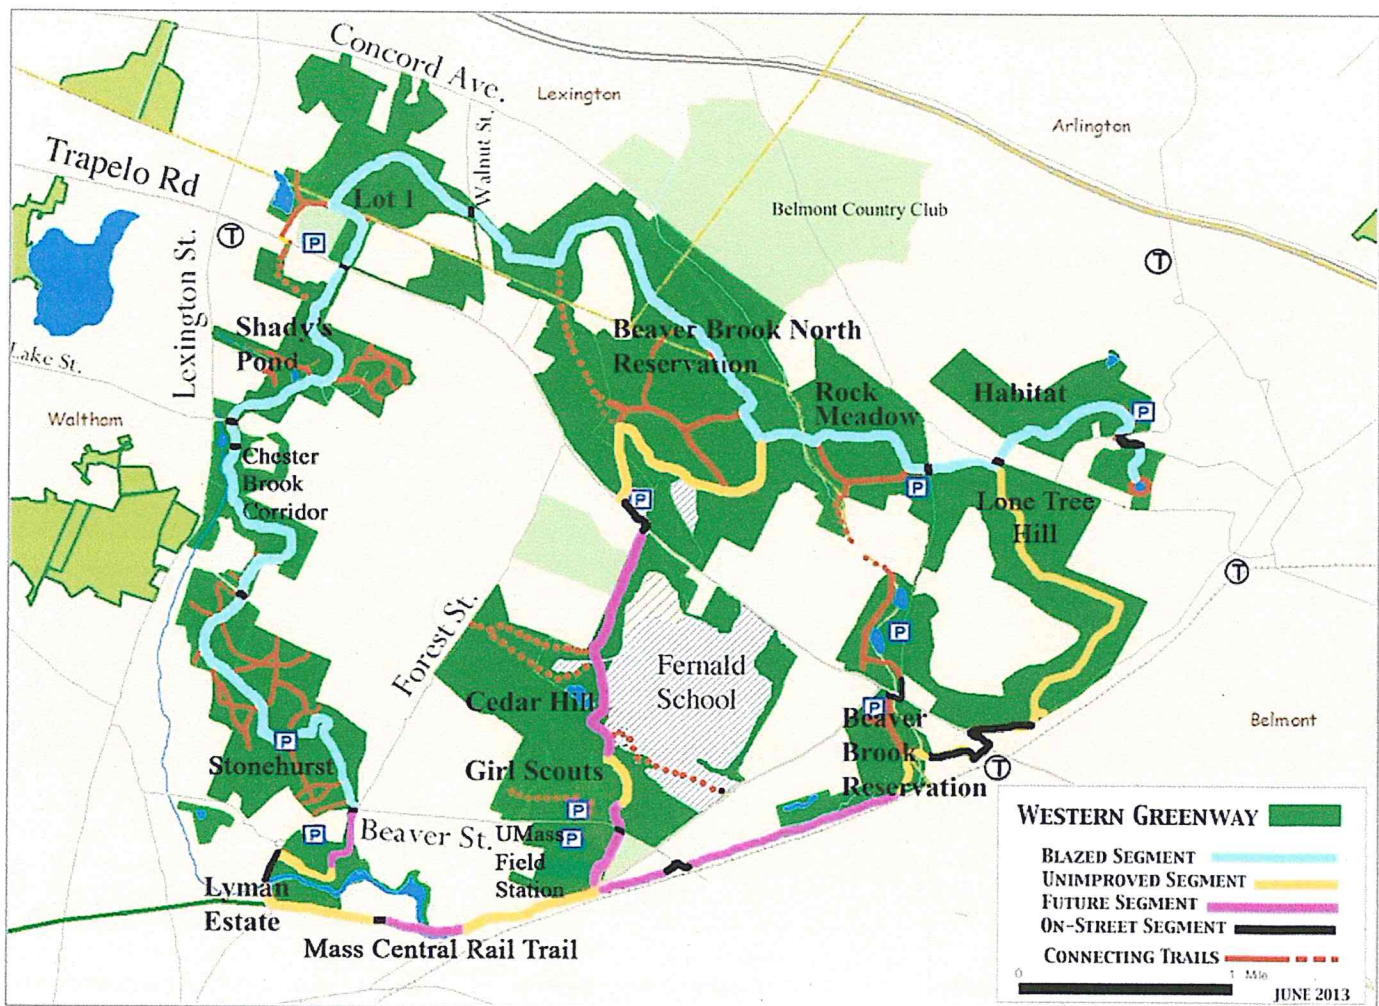 Concord Ave.
Lexington
Arlington
Walnut St.
Trapelo Rd
Lot 1
Belmont Country Club
P
T
T
Lexington St.
Shady's
Pond
Beaver Brook North
Reservation
Lake St.
Rock
Meadow
Habitat
P
Waltham
Chester
Brook
Corridor
P
P
Lone Tree
Hill
T
Forest St.
Fernald
School
P
Cedar Hill
P
Beaver
Brook
Reservation
Belmont
P
Stonehurst
Girl Scouts
T
P
P
P
Beaver St.
UMass
Field
Station
Lyman
Estate
Mass Central Rail Trail
WESTERN GREENWAY
BLAZED SEGMENT
UNIMPROVED SEGMENT
FUTURE SEGMENT
ON-STREET SEGMENT
CONNECTING TRAILS
0 1 Mile
JUNE 2013